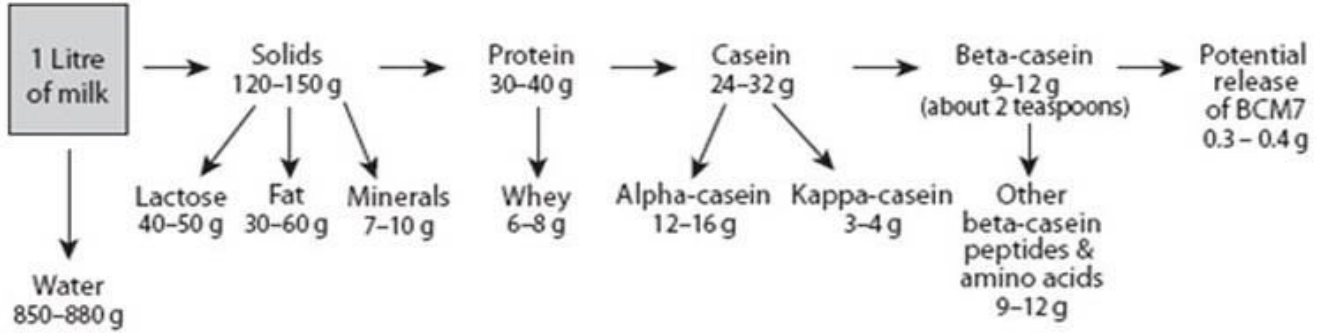 1 Litre
of milk
Solids
120–150 g
Protein
30–40 g
Casein
24–32 g
Beta-casein
9–12 g
(about 2 teaspoons)
Potential
release
of BCM7
0.3 – 0.4 g
Lactose
40–50 g
Fat
30–60 g
Minerals
7–10 g
Whey
6–8 g
Alpha-casein
12–16 g
Kappa-casein
3–4 g
Other
beta-casein
peptides &
amino acids
9–12 g
Water
850–880 g